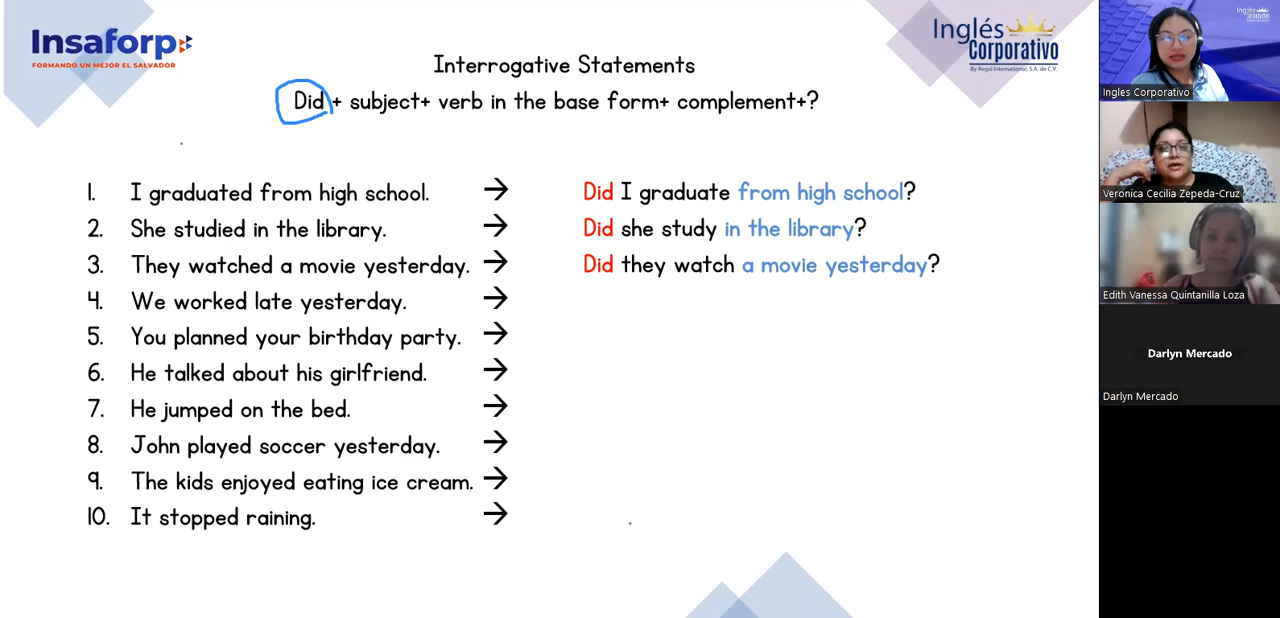 Insaforp
FORMANDO UN MEJOR EL SALVADOR
Inglés
Corporativo
By Regal International, S.A. de C.V.
Interrogative Statements
Did + subject+ verb in the base form+ complement+?
1. I graduated from high school. → Did I graduate from high school?
2. She studied in the library. → Did she study in the library?
3. They watched a movie yesterday. → Did they watch a movie yesterday?
4. We worked late yesterday. →
5. You planned your birthday party. →
6. He talked about his girlfriend. →
7. He jumped on the bed. →
8. John played soccer yesterday. →
9. The kids enjoyed eating ice cream. →
10. It stopped raining. →
Inglés
Ingles Corporativo
Veronica Cecilia Zepeda-Cruz
Edith Vanessa Quintanilla Loza
Darlyn Mercado
Darlyn Mercado